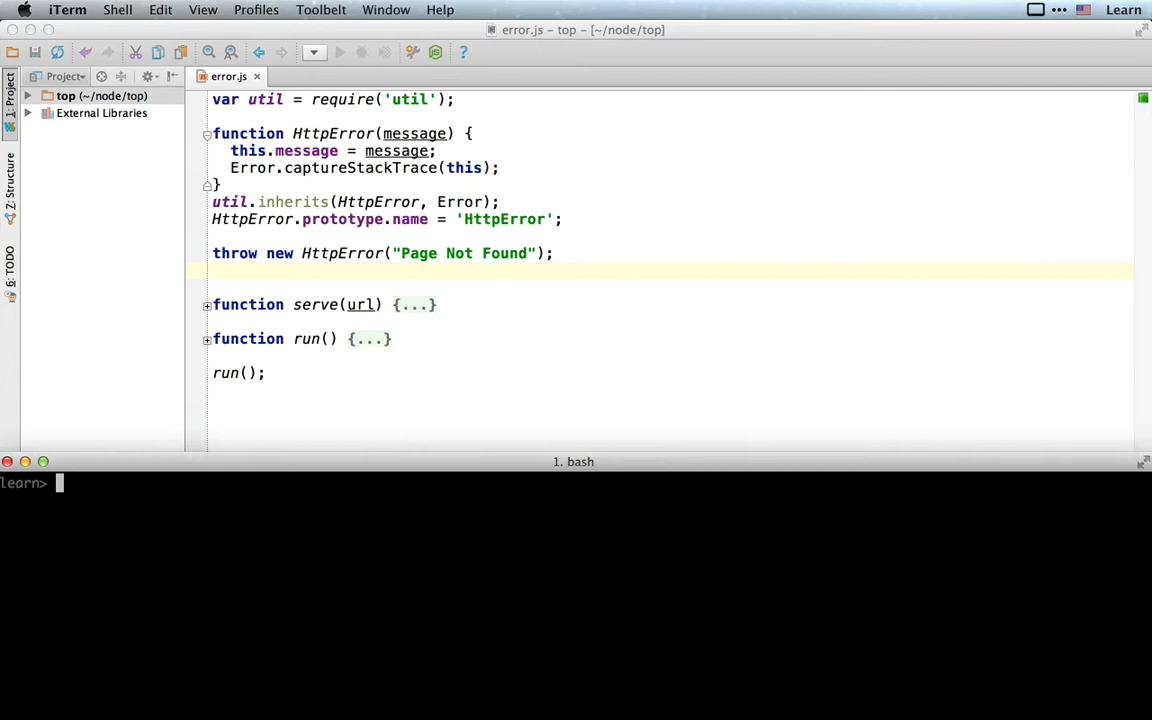 iTerm Shell Edit View Profiles Toolbelt Window Help Learn
error.js – top – [~/node/top]
1: Project
Z: Structure
6: TODO
Project
error.js
top (~/node/top)
External Libraries
var util = require('util');
function HttpError(message) {
this.message = message;
Error.captureStackTrace(this);
}
util.inherits(HttpError, Error);
HttpError.prototype.name = 'HttpError';
throw new HttpError("Page Not Found");
function serve(url) {...}
function run() {...}
run();
1. bash
learn>